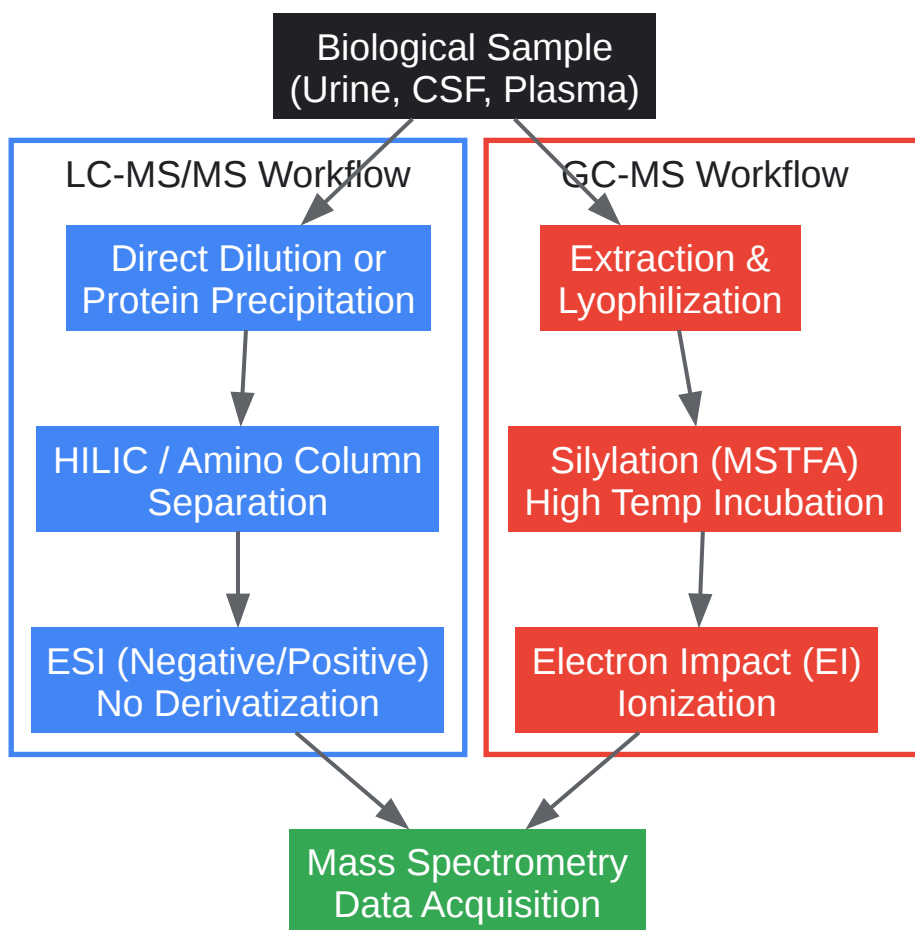 Biological Sample
(Urine, CSF, Plasma)
LC-MS/MS Workflow
Direct Dilution or
Protein Precipitation
HILIC / Amino Column
Separation
ESI (Negative/Positive)
No Derivatization
GC-MS Workflow
Extraction &
Lyophilization
Silylation (MSTFA)
High Temp Incubation
Electron Impact (EI)
Ionization
Mass Spectrometry
Data Acquisition